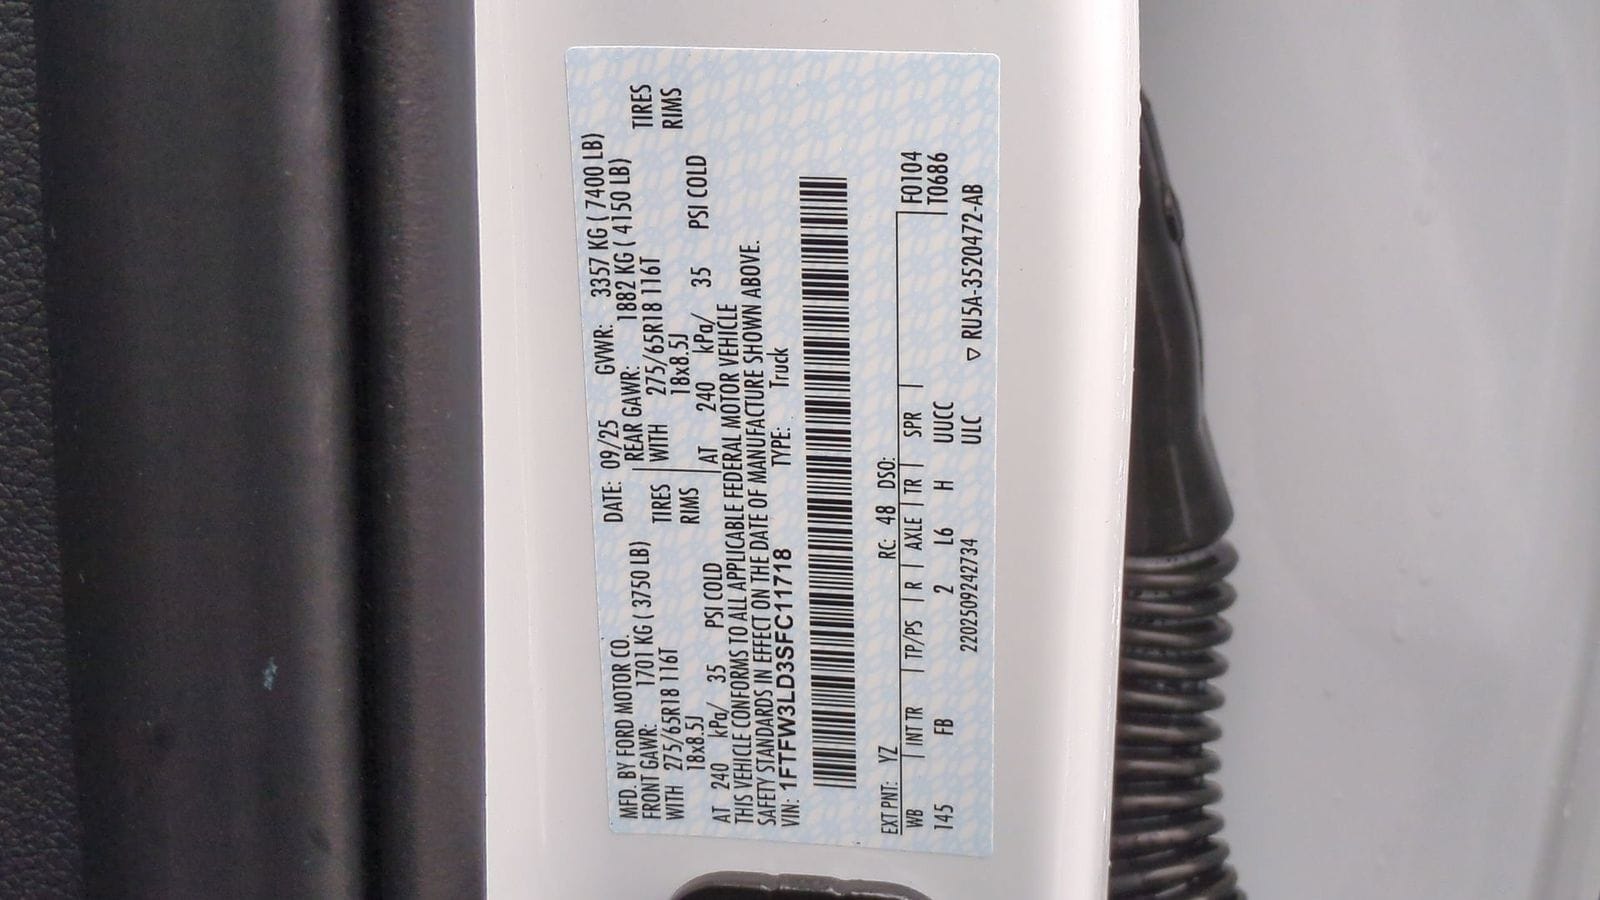 MFD. BY FORD MOTOR CO.
DATE: 09/25 GVWR: 3357 KG ( 7400 LB)
FRONT GAWR: 1701 KG ( 3750 LB)
REAR GAWR: 1882 KG ( 4150 LB)
WITH 275/65R18 116T TIRES
WITH 275/65R18 116T TIRES
18x8.5J RIMS
18x8.5J RIMS
AT 240 kPa/ 35 PSI COLD
AT 240 kPa/ 35 PSI COLD
THIS VEHICLE CONFORMS TO ALL APPLICABLE FEDERAL MOTOR VEHICLE
SAFETY STANDARDS IN EFFECT ON THE DATE OF MANUFACTURE SHOWN ABOVE.
VIN: 1FTFW3LD3SFC11718 TYPE: Truck
EXT PNT: YZ RC: 48 DSO: F0104
WB INT TR TP/PS R AXLE TR SPR T0686
145 FB 2 L6 H UUCC
220250924273​4 ULC ▽ RU5A-3520472-AB